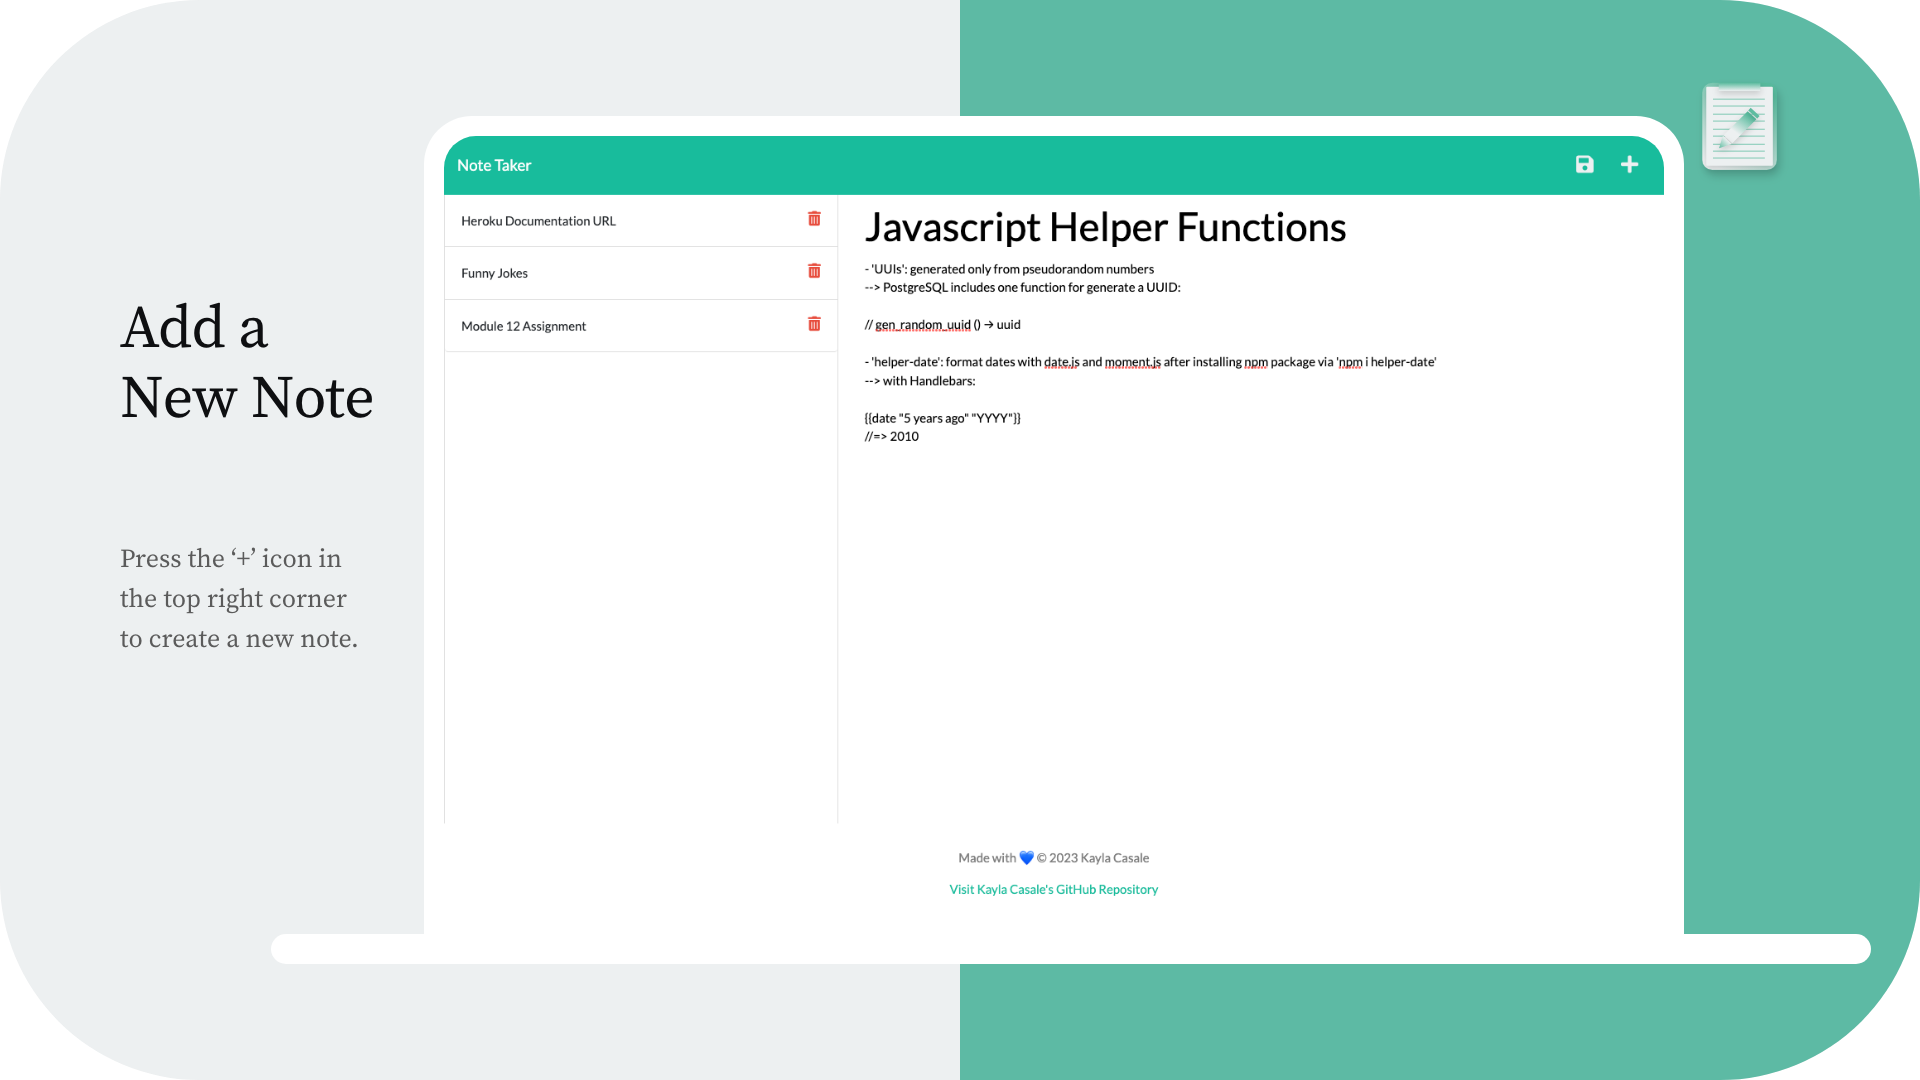 Add a
New Note
Press the ‘+’ icon in
the top right corner
to create a new note.
Note Taker
Heroku Documentation URL
Funny Jokes
Module 12 Assignment
Javascript Helper Functions
- 'UUIs': generated only from pseudorandom numbers
--> PostgreSQL includes one function for generate a UUID:
// gen_random_uuid () → uuid
- 'helper-date': format dates with date.js and moment.js after installing npm package via 'npm i helper-date'
--> with Handlebars:
{{date "5 years ago" "YYYY"}}
//=> 2010
Made with 💙 © 2023 Kayla Casale
Visit Kayla Casale's GitHub Repository